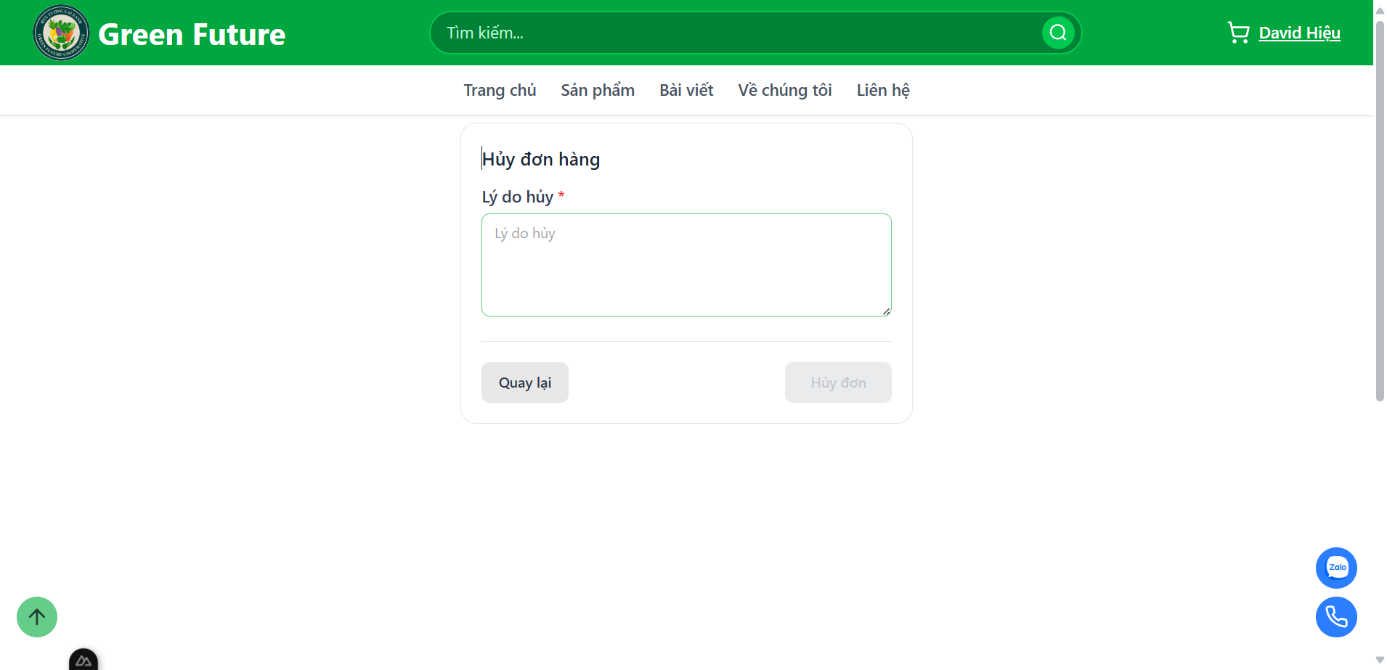 Green Future
Tìm kiếm...
David Hiệu
Trang chủ Sản phẩm Bài viết Về chúng tôi Liên hệ
Hủy đơn hàng
Lý do hủy *
Lý do hủy
Quay lại Hủy đơn
Zalo